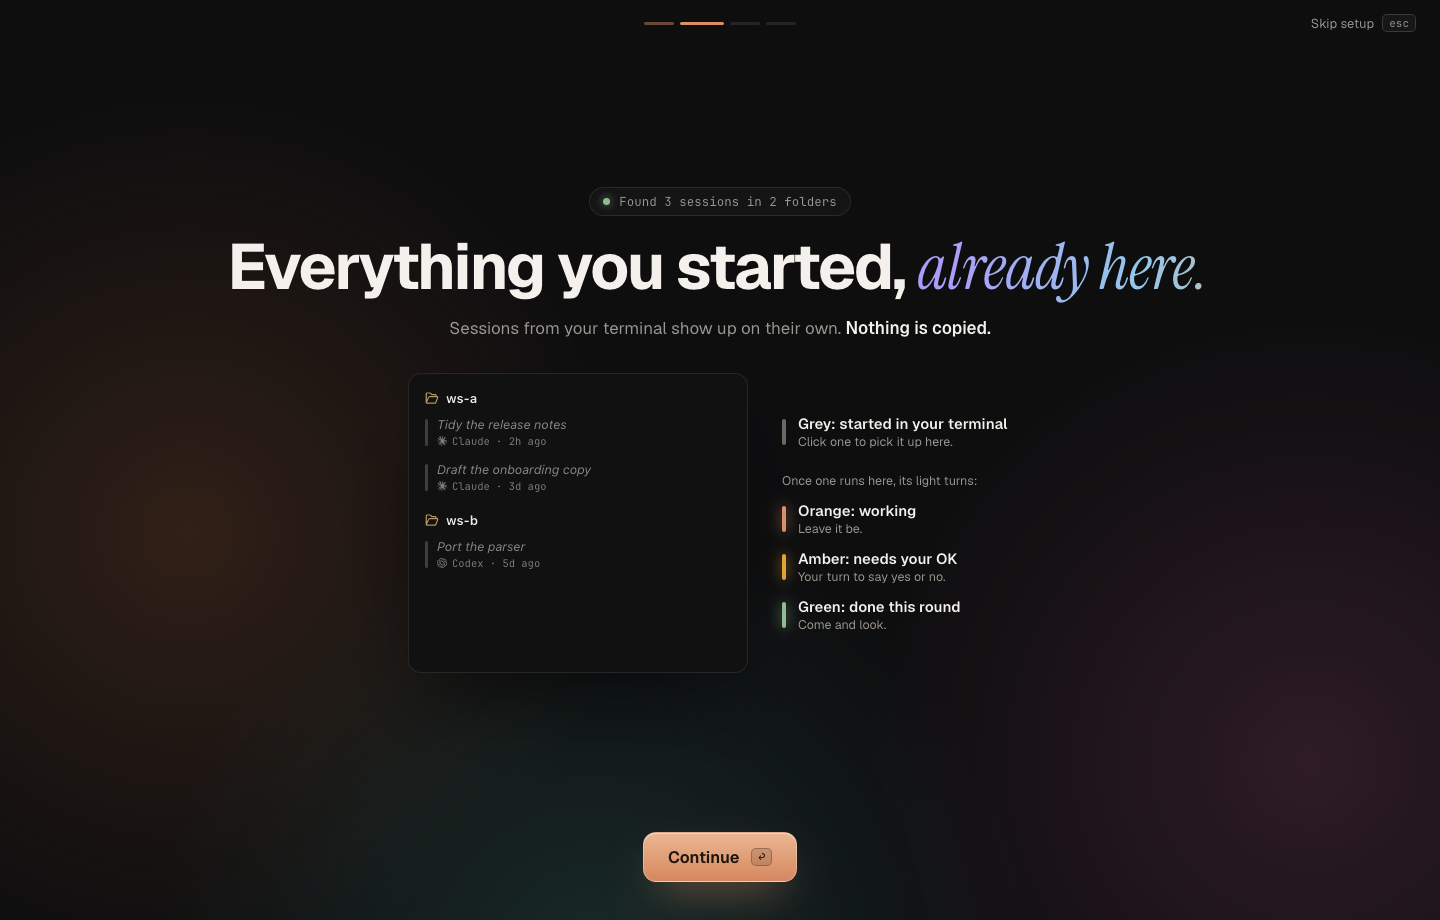 Skip setup esc
Found 3 sessions in 2 folders
Everything you started, already here.
Sessions from your terminal show up on their own. Nothing is copied.
ws-a
Tidy the release notes
Claude · 2h ago
Draft the onboarding copy
Claude · 3d ago
ws-b
Port the parser
Codex · 5d ago
Grey: started in your terminal
Click one to pick it up here.
Once one runs here, its light turns:
Orange: working
Leave it be.
Amber: needs your OK
Your turn to say yes or no.
Green: done this round
Come and look.
Continue